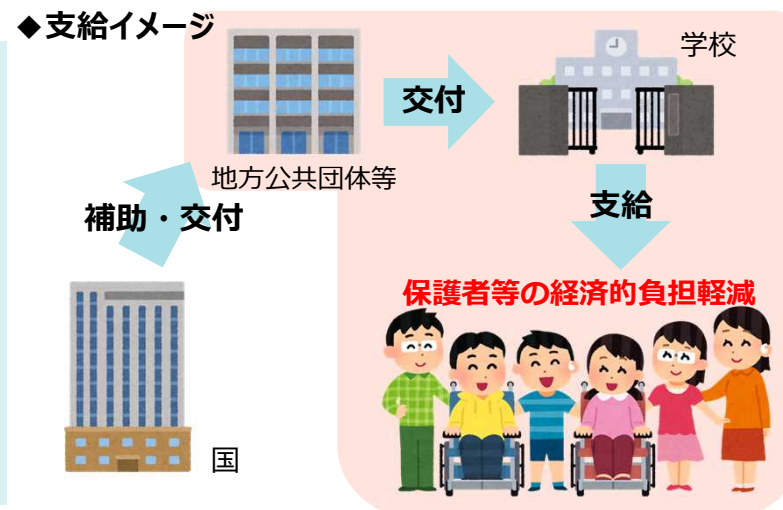 ◆支給イメージ
学校
交付
地方公共団体等
補助・交付
支給
保護者等の経済的負担軽減
国